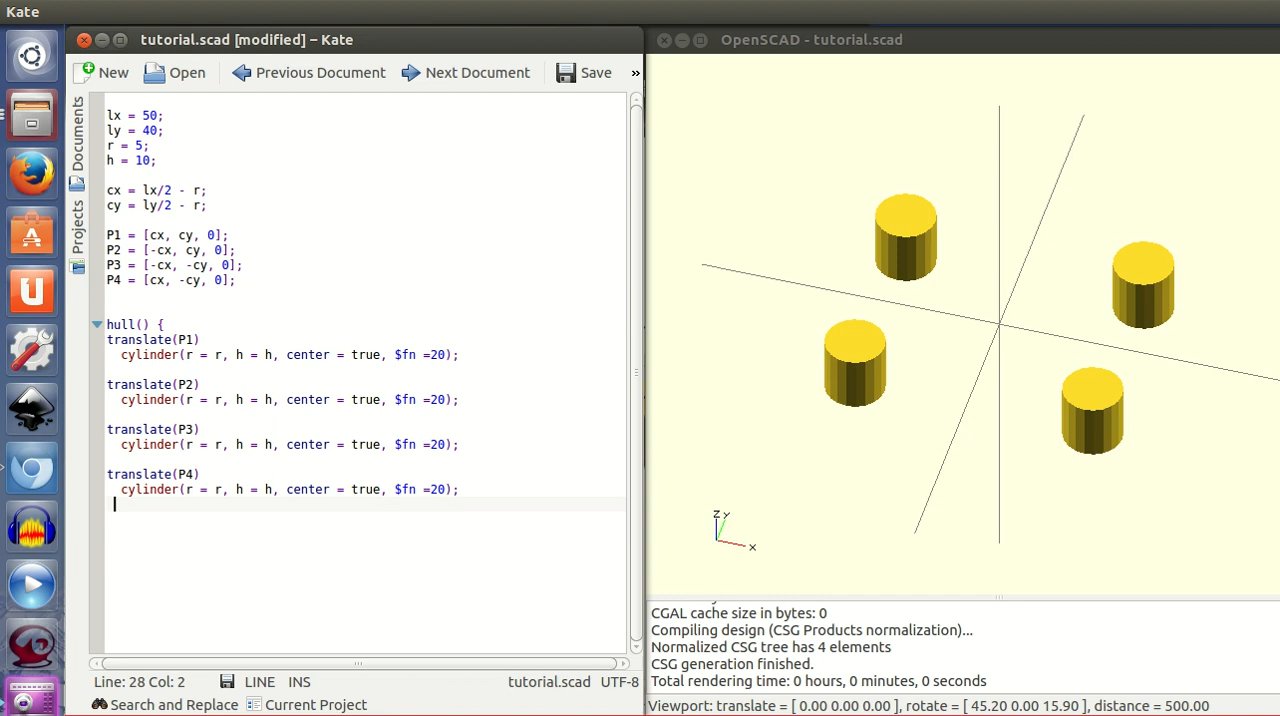 Kate
tutorial.scad [modified] – Kate
New
Open
Previous Document
Next Document
Save
»
Documents
Projects
lx = 50;
ly = 40;
r = 5;
h = 10;
cx = lx/2 - r;
cy = ly/2 - r;
P1 = [cx, cy, 0];
P2 = [-cx, cy, 0];
P3 = [-cx, -cy, 0];
P4 = [cx, -cy, 0];
hull() {
translate(P1)
cylinder(r = r, h = h, center = true, $fn =20);
translate(P2)
cylinder(r = r, h = h, center = true, $fn =20);
translate(P3)
cylinder(r = r, h = h, center = true, $fn =20);
translate(P4)
cylinder(r = r, h = h, center = true, $fn =20);
Line: 28 Col: 2
LINE
INS
tutorial.scad
UTF-8
Search and Replace
Current Project
OpenSCAD - tutorial.scad
Z
Y
X
CGAL cache size in bytes: 0
Compiling design (CSG Products normalization)...
Normalized CSG tree has 4 elements
CSG generation finished.
Total rendering time: 0 hours, 0 minutes, 0 seconds
Viewport: translate = [ 0.00 0.00 0.00 ], rotate = [ 45.20 0.00 15.90 ], distance = 500.00